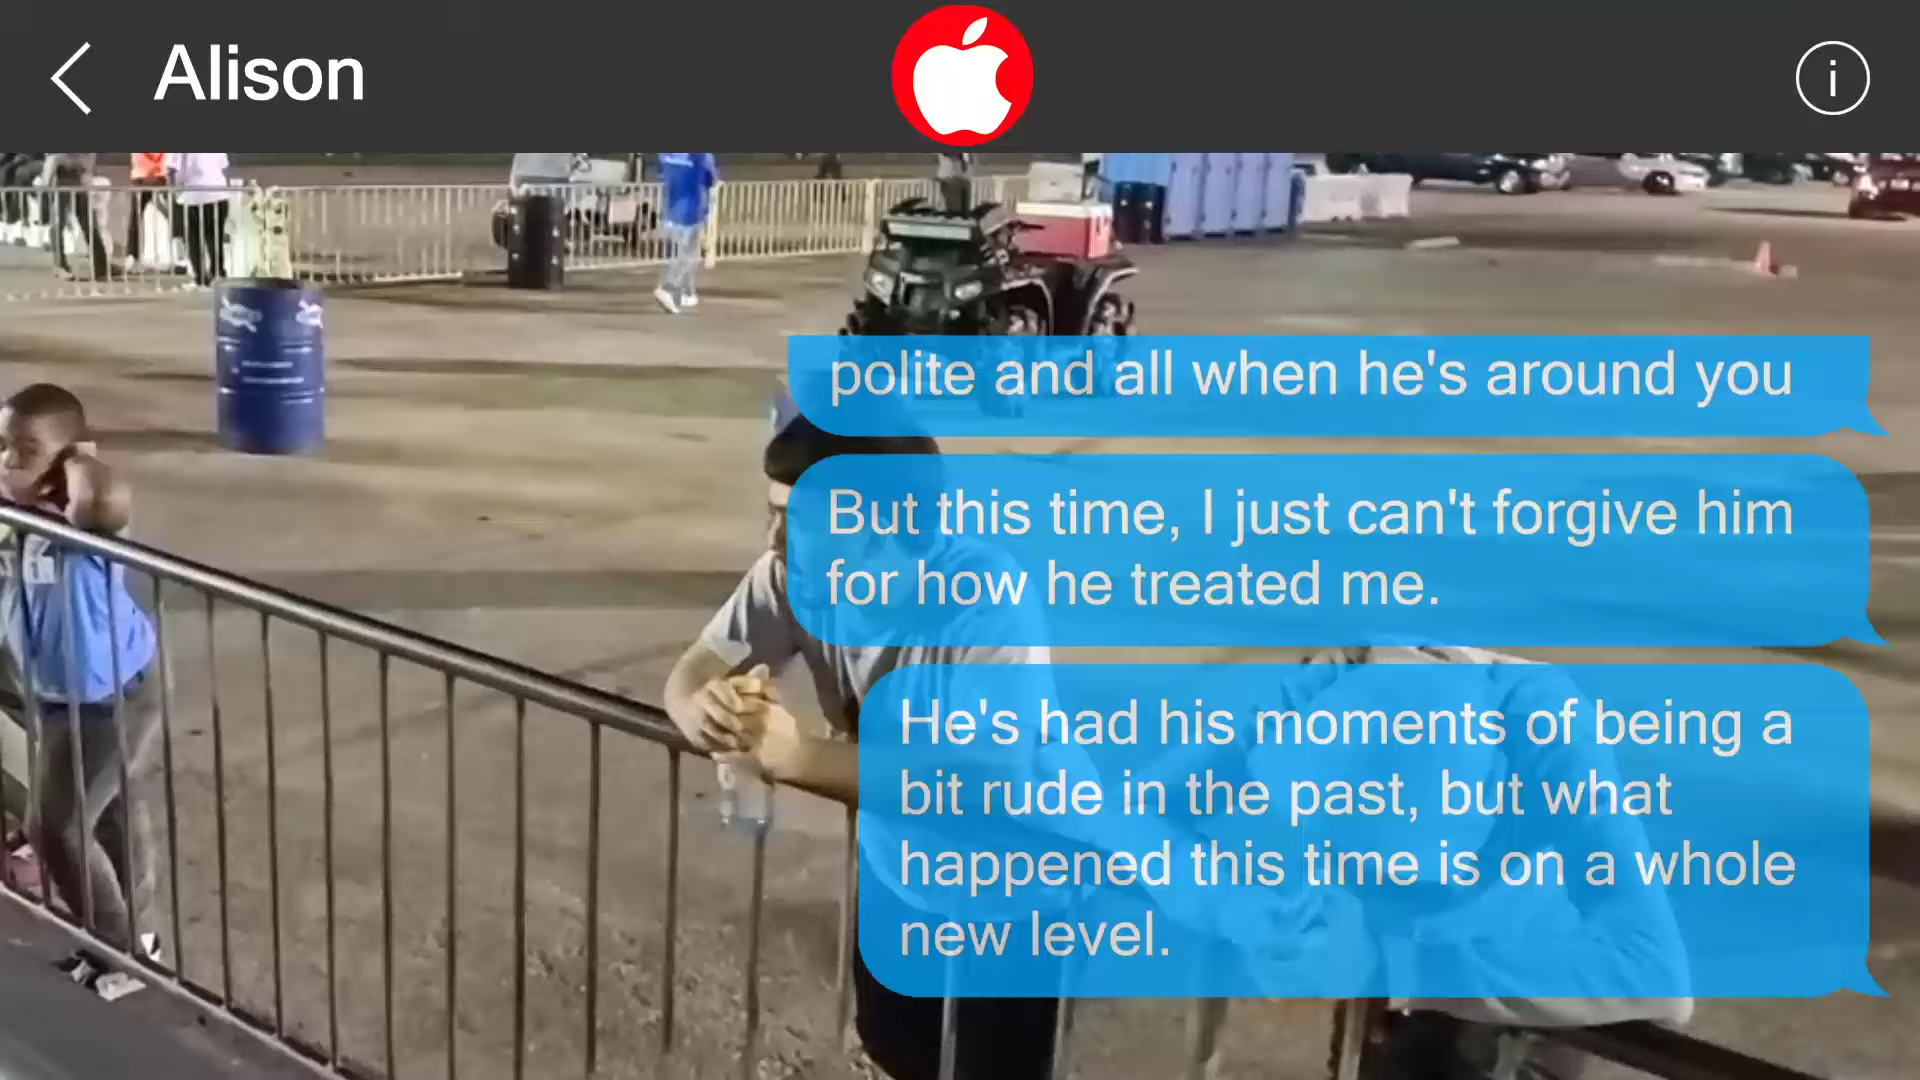 Alison
polite and all when he's around you
But this time, I just can't forgive him
for how he treated me.
He's had his moments of being a
bit rude in the past, but what
happened this time is on a whole
new level.